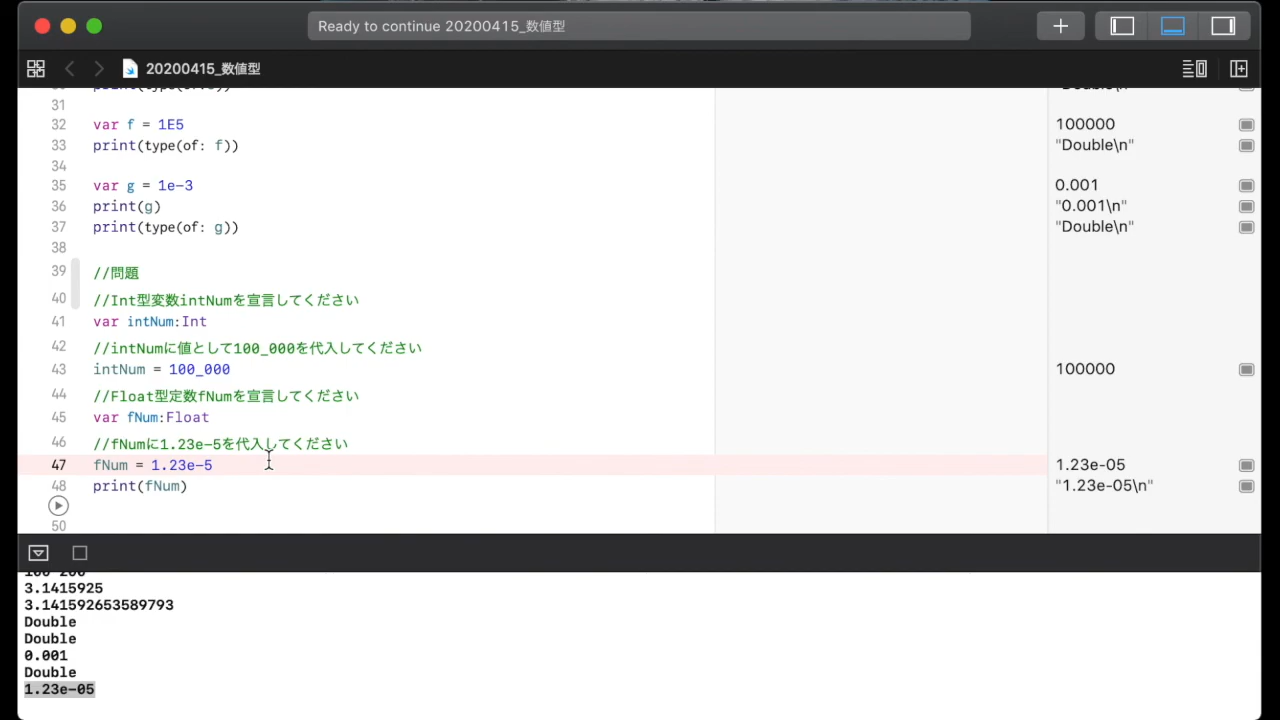 Ready to continue 20200415_数値型
20200415_数値型
31
32 var f = 1E5 100000
33 print(type(of: f)) "Double\n"
34
35 var g = 1e-3 0.001
36 print(g) "0.001\n"
37 print(type(of: g)) "Double\n"
38
39 //問題
40 //Int型変数intNumを宣言してください
41 var intNum:Int
42 //intNumに値として100_000を代入してください
43 intNum = 100_000 100000
44 //Float型定数fNumを宣言してください
45 var fNum:Float
46 //fNumに1.23e-5を代入してください
47 fNum = 1.23e-5 1.23e-05
48 print(fNum) "1.23e-05\n"
50
3.1415925
3.141592653589793
Double
Double
0.001
Double
1.23e-05